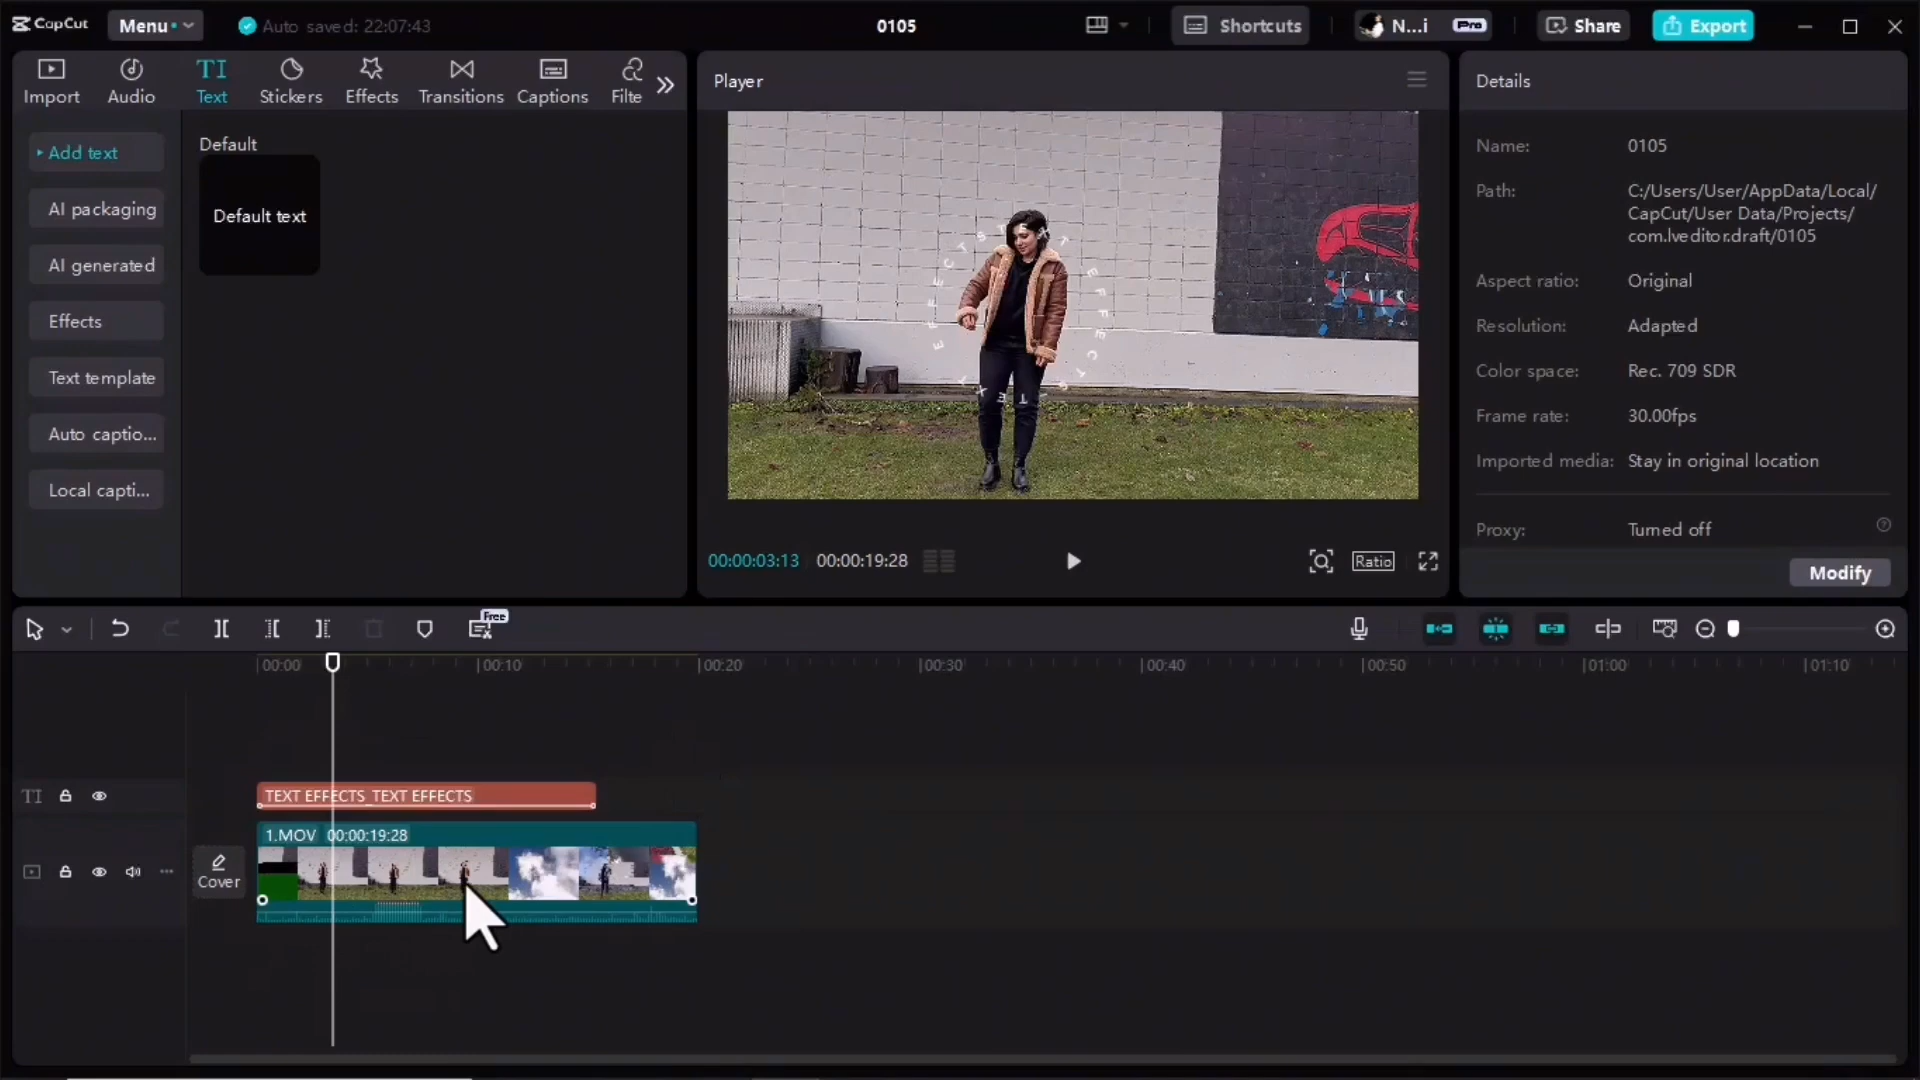 CapCut
Menu
Auto saved: 22:07:43
0105
Shortcuts
N...i
Pro
Share
Export
Import
Audio
TI
Text
Stickers
Effects
Transitions
Captions
Filte
Player
Details
Add text
AI packaging
AI generated
Effects
Text template
Auto captio...
Local capti...
Default
Default text
TEXT EFFECTS TEXT EFFECTS
Name: 0105
Path: C:/Users/User/AppData/Local/
CapCut/User Data/Projects/
com.lveditor.draft/0105
Aspect ratio: Original
Resolution: Adapted
Color space: Rec. 709 SDR
Frame rate: 30.00fps
Imported media: Stay in original location
Proxy: Turned off
Modify
00:00:03:13 00:00:19:28
Ratio
Free
00:00 00:10 00:20 00:30 00:40 00:50 01:00 01:10
TI
TEXT EFFECTS_TEXT EFFECTS
1.MOV 00:00:19:28
Cover